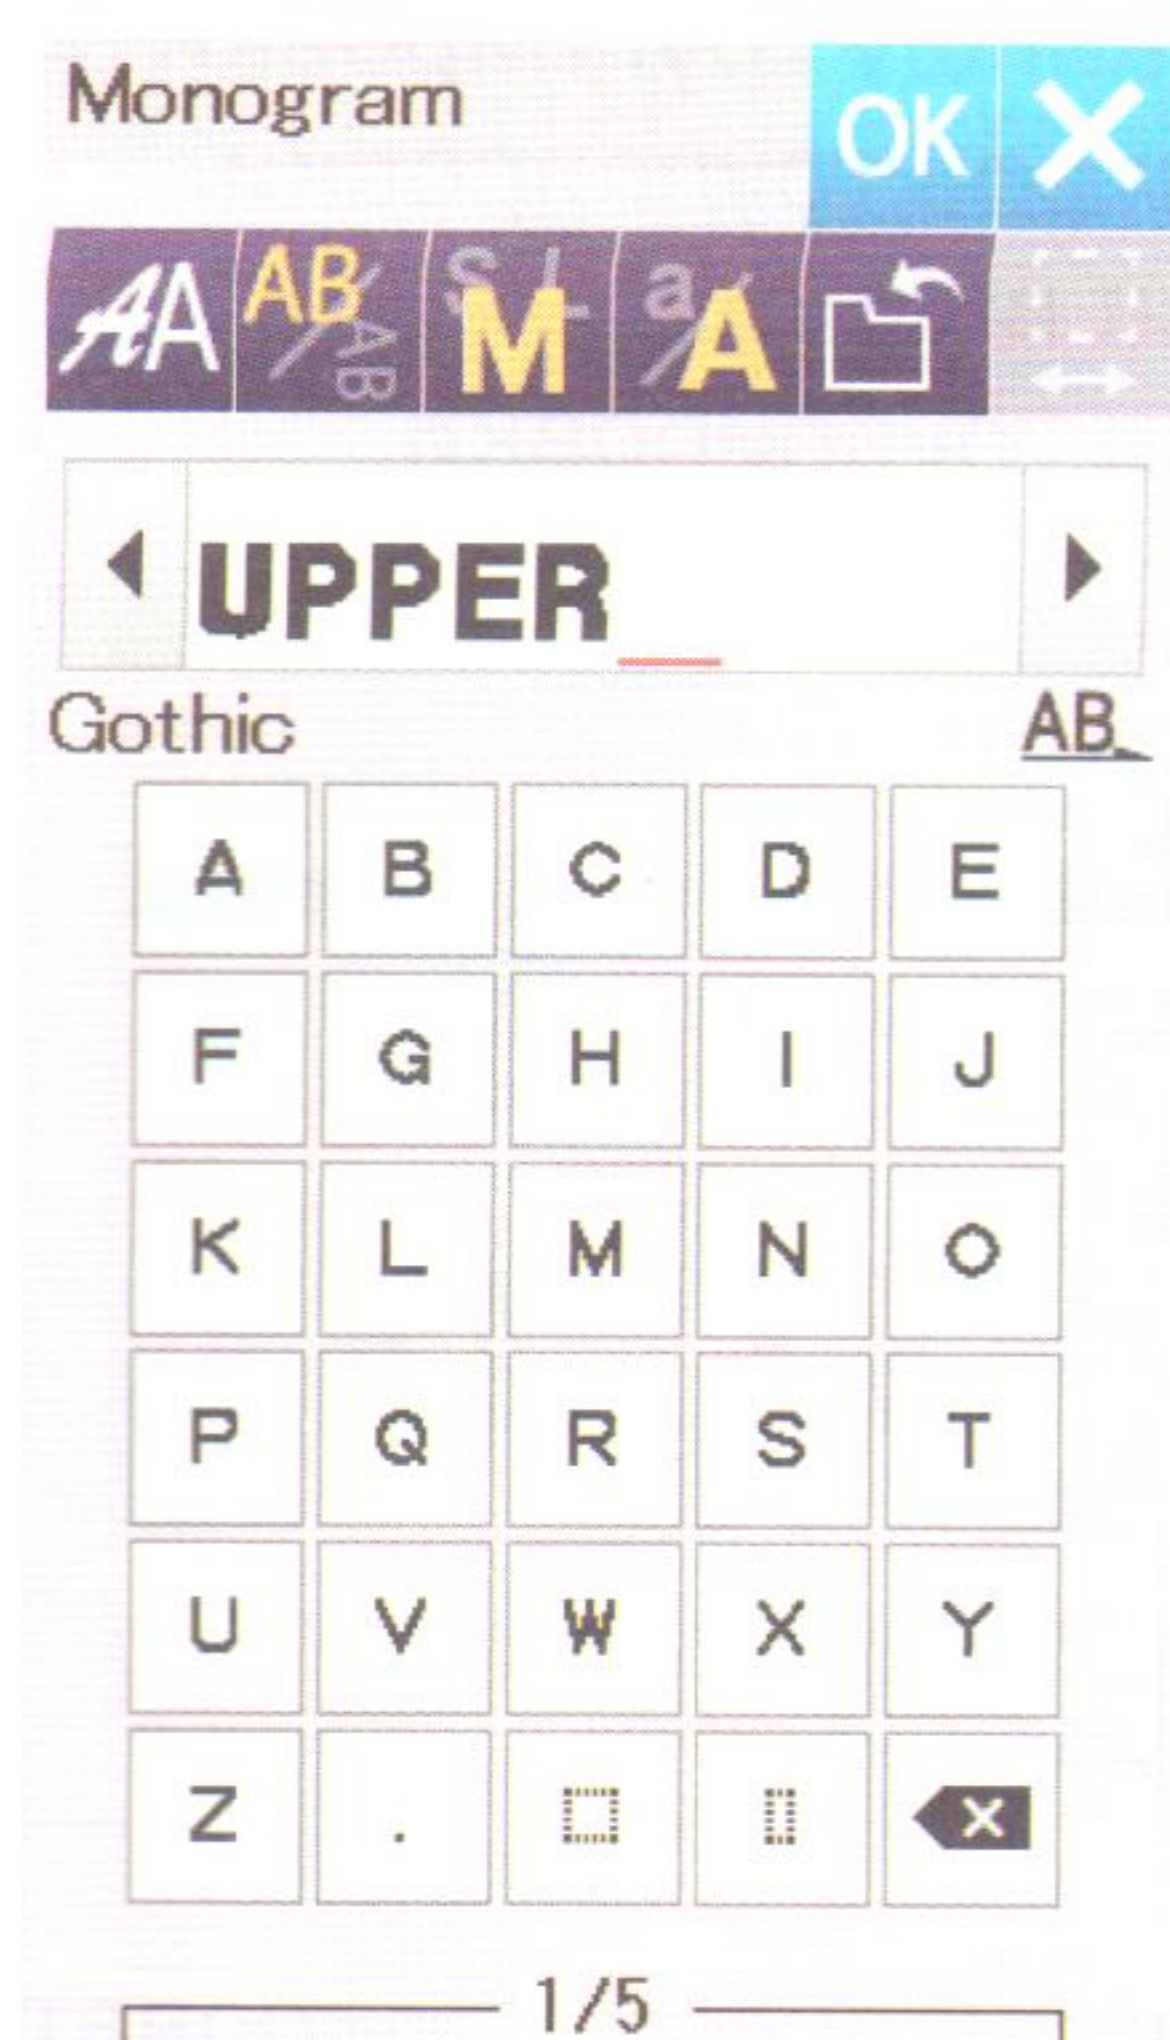 Monogram OK X
AA AB/AB S/M/L a/A
UPPER
Gothic AB
A B C D E
F G H I J
K L M N O
P Q R S T
U V W X Y
Z .
1/5